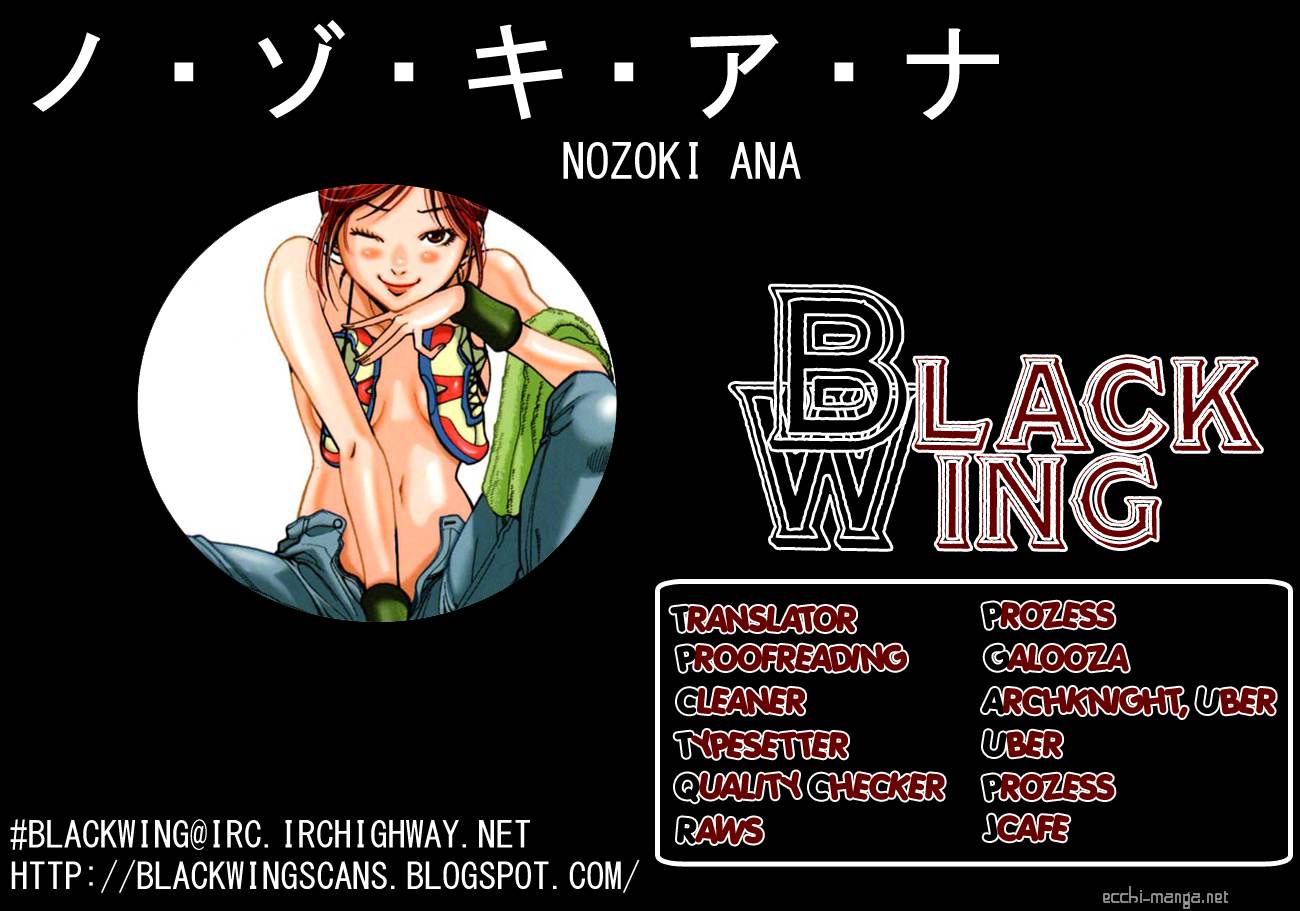 ノ・ゾ・キ・ア・ナ
NOZOKI ANA
BLACK
WING
TRANSLATOR PROZESS
PROOFREADING GALOOZA
CLEANER ARCHKNIGHT, UBER
TYPESETTER UBER
QUALITY CHECKER PROZESS
RAWS JCAFE
#BLACKWING@IRC.IRCHIGHWAY.NET
HTTP://BLACKWINGSCANS.BLOGSPOT.COM/
ecchi-manga.net